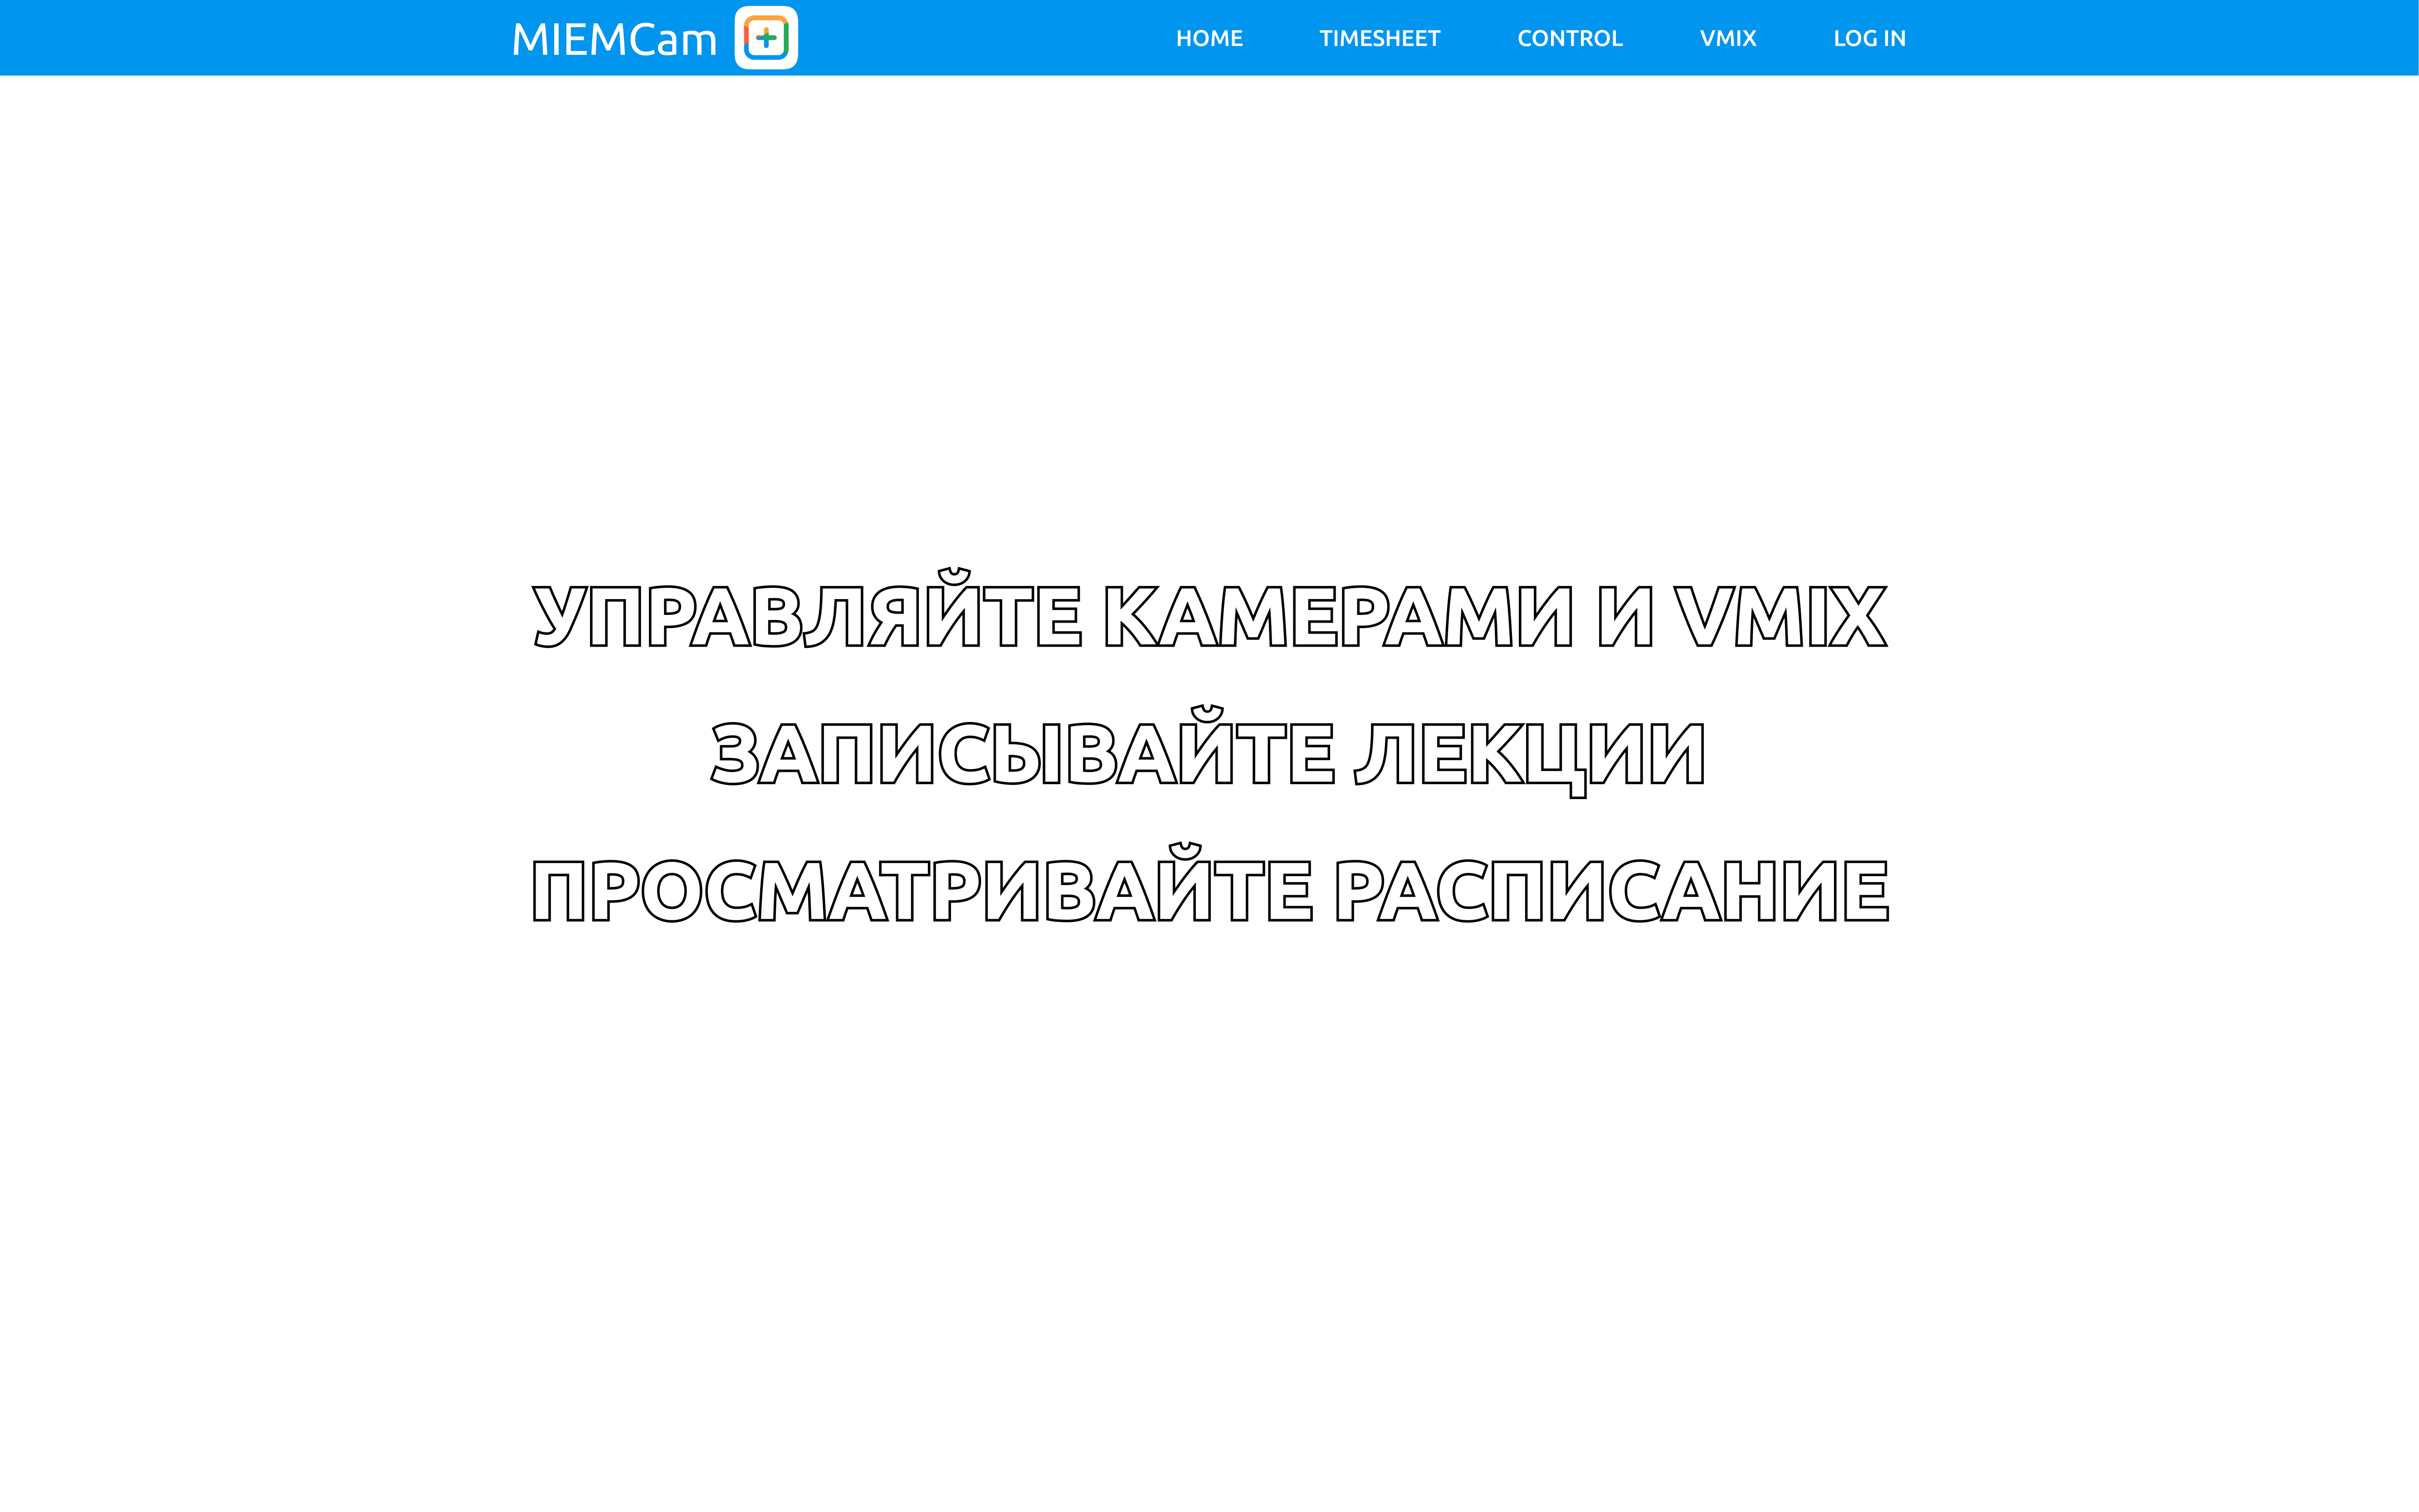 MIEMCam
HOME TIMESHEET CONTROL VMIX LOG IN
УПРАВЛЯЙТЕ КАМЕРАМИ И VMIX
ЗАПИСЫВАЙТЕ ЛЕКЦИИ
ПРОСМАТРИВАЙТЕ РАСПИСАНИЕ